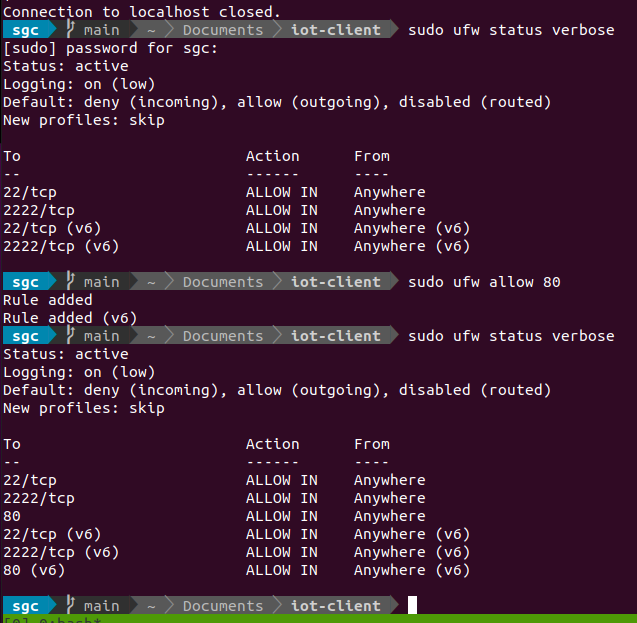 Connection to localhost closed.
sgc main ~ Documents iot-client sudo ufw status verbose
[sudo] password for sgc:
Status: active
Logging: on (low)
Default: deny (incoming), allow (outgoing), disabled (routed)
New profiles: skip
To Action From
-- ------ ----
22/tcp ALLOW IN Anywhere
2222/tcp ALLOW IN Anywhere
22/tcp (v6) ALLOW IN Anywhere (v6)
2222/tcp (v6) ALLOW IN Anywhere (v6)
sgc main ~ Documents iot-client sudo ufw allow 80
Rule added
Rule added (v6)
sgc main ~ Documents iot-client sudo ufw status verbose
Status: active
Logging: on (low)
Default: deny (incoming), allow (outgoing), disabled (routed)
New profiles: skip
To Action From
-- ------ ----
22/tcp ALLOW IN Anywhere
2222/tcp ALLOW IN Anywhere
80 ALLOW IN Anywhere
22/tcp (v6) ALLOW IN Anywhere (v6)
2222/tcp (v6) ALLOW IN Anywhere (v6)
80 (v6) ALLOW IN Anywhere (v6)
sgc main ~ Documents iot-client
[0] 0:bash*